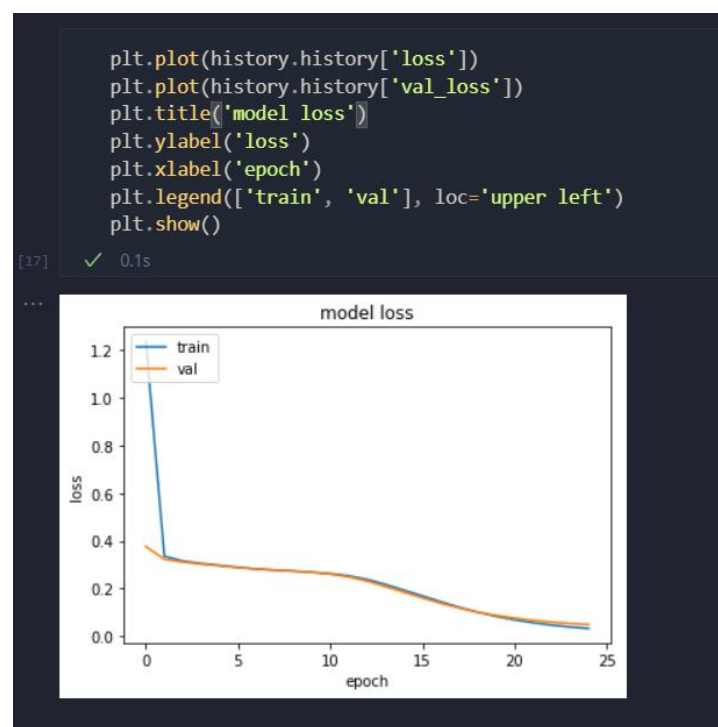 plt.plot(history.history['loss'])
plt.plot(history.history['val_loss'])
plt.title('model loss')
plt.ylabel('loss')
plt.xlabel('epoch')
plt.legend(['train', 'val'], loc='upper left')
plt.show()
[17] ✓ 0.1s
...
model loss
train
val
1.2
1.0
0.8
0.6
0.4
0.2
0.0
loss
0 5 10 15 20 25
epoch